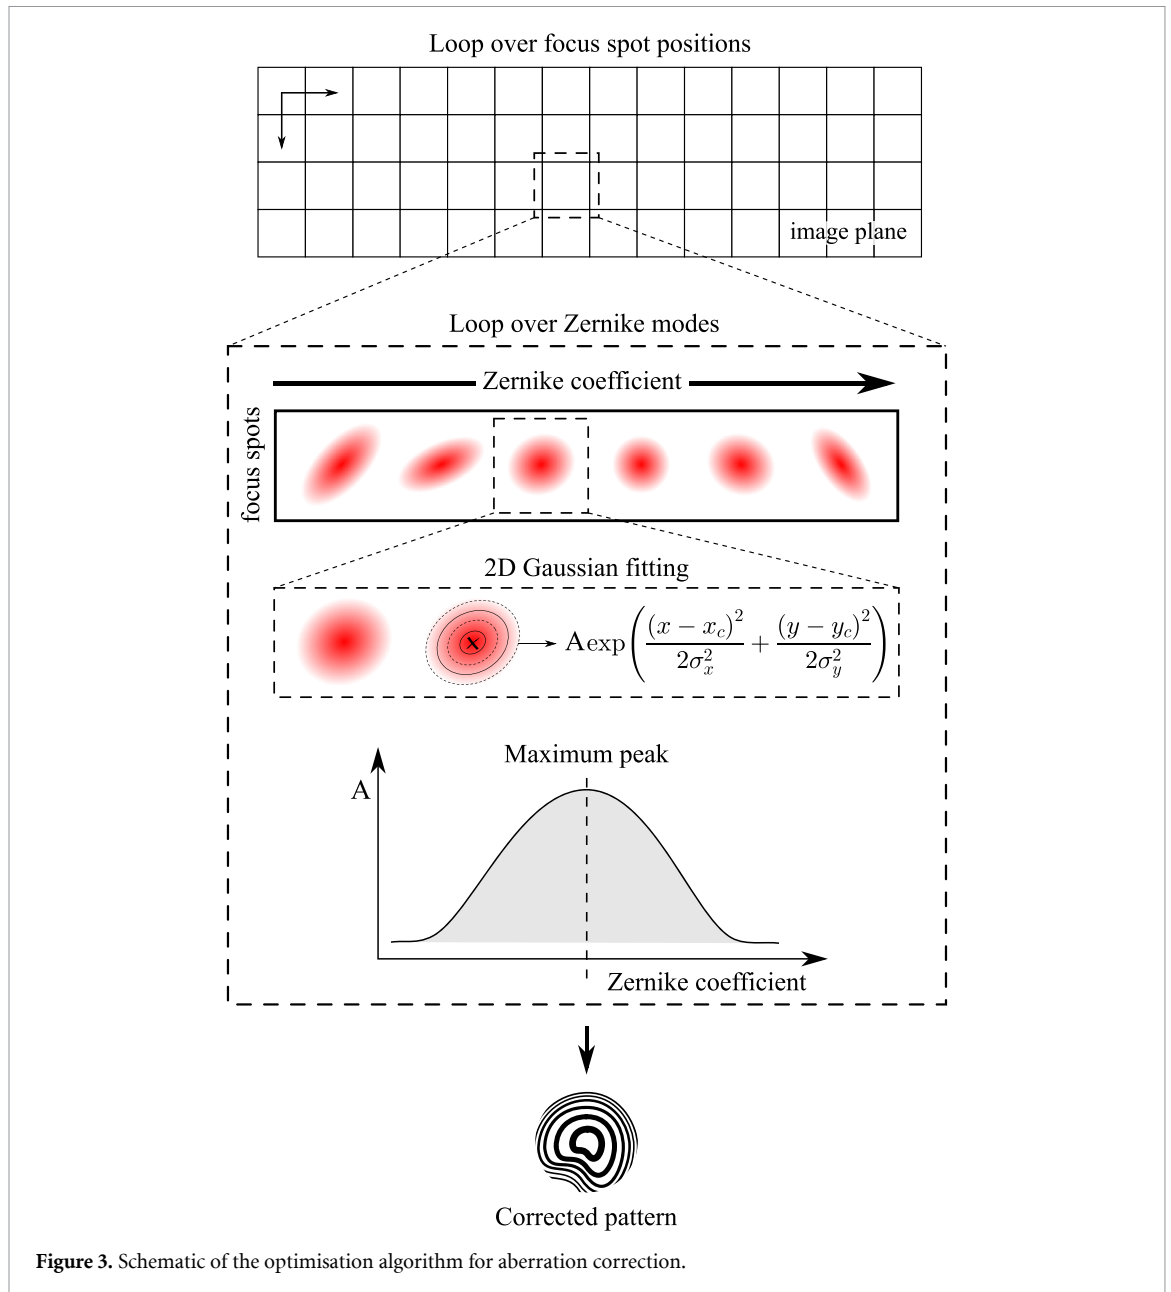 Loop over focus spot positions
image plane
Loop over Zernike modes
Zernike coefficient
focus spots
2D Gaussian fitting
x
A exp( (x − x_c)^2 / 2σ_x^2 + (y − y_c)^2 / 2σ_y^2 )
Maximum peak
A
Zernike coefficient
Corrected pattern
Figure 3. Schematic of the optimisation algorithm for aberration correction.